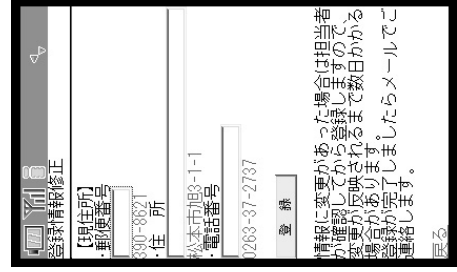 登録情報修正
【現住所】
・郵便番号
390-8621
・住　所
松本市旭3-1-1
・電話番号
0263-37-2737
登　録
情報に変更があった場合は担当者
が確認してから登録しますので、
変更が反映されるまで数日かかる
場合があります。
登録が完了しましたらメールでご
連絡します。
戻る